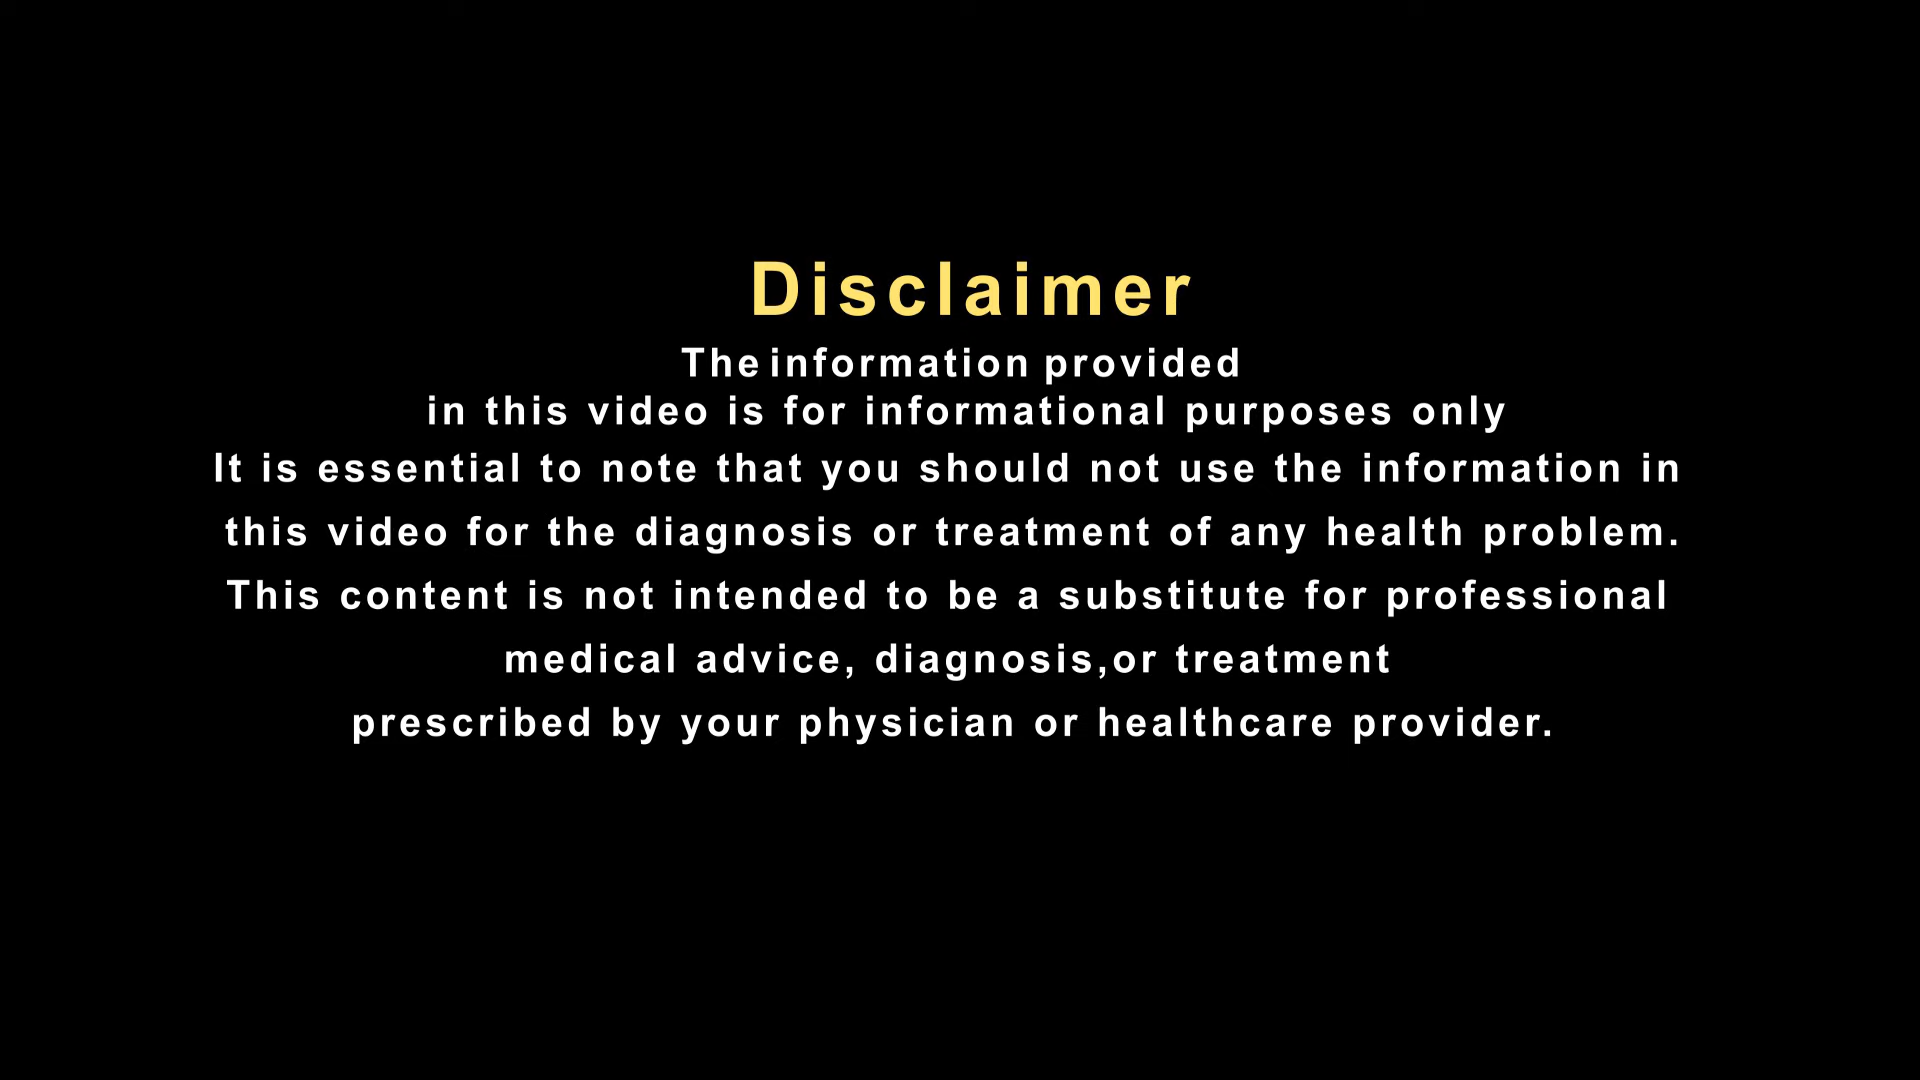 Disclaimer
The information provided
in this video is for informational purposes only
It is essential to note that you should not use the information in
this video for the diagnosis or treatment of any health problem.
This content is not intended to be a substitute for professional
medical advice, diagnosis,or treatment
prescribed by your physician or healthcare provider.